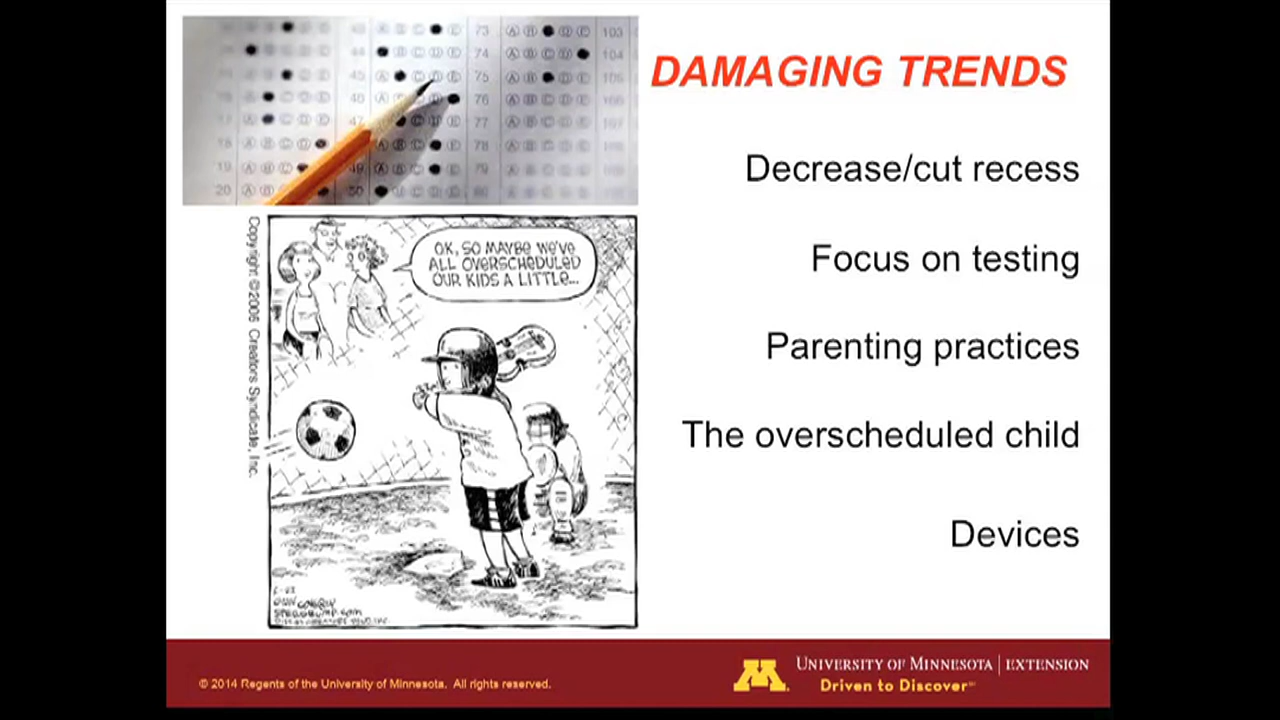 DAMAGING TRENDS
Decrease/cut recess
Focus on testing
Parenting practices
The overscheduled child
Devices
OK, SO MAYBE WE'VE
ALL OVERSCHEDULED
OUR KIDS A LITTLE...
Copyright ©2006 Creators Syndicate, Inc.
© 2014 Regents of the University of Minnesota. All rights reserved.
M
UNIVERSITY OF MINNESOTA | EXTENSION
Driven to Discover